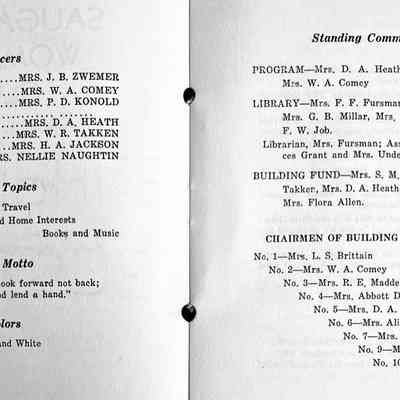 cers
.....MRS. J. B. ZWEMER
.....MRS. W. A. COMEY
.....MRS. P. D. KONOLD
.....MRS. D. A. HEATH
.....MRS. W. R. TAKKEN
.....MRS. H. A. JACKSON
RS. NELLIE NAUGHTIN
Topics
Travel
d Home Interests
Books and Music
Motto
ook forward not back;
d lend a hand."
lors
nd White
Standing Comm
PROGRAM—Mrs. D. A. Heath
Mrs. W. A. Comey
LIBRARY—Mrs. F. F. Fursman
Mrs. G. B. Millar, Mrs.
F. W. Job.
Librarian, Mrs, Fursman; Ass
ces Grant and Mrs. Unde
BUILDING FUND—Mrs. S. M.
Takker, Mrs. D. A. Heath
Mrs. Flora Allen.
CHAIRMEN OF BUILDING
No. 1—Mrs. L. S. Brittain
No. 2—Mrs. W. A. Comey
No. 3—Mrs. R. E. Madde
No. 4—Mrs. Abbott D
No. 5—Mrs. D. A.
No. 6—Mrs. Ali
No. 7—Mrs.
No. 9—M
No. 10